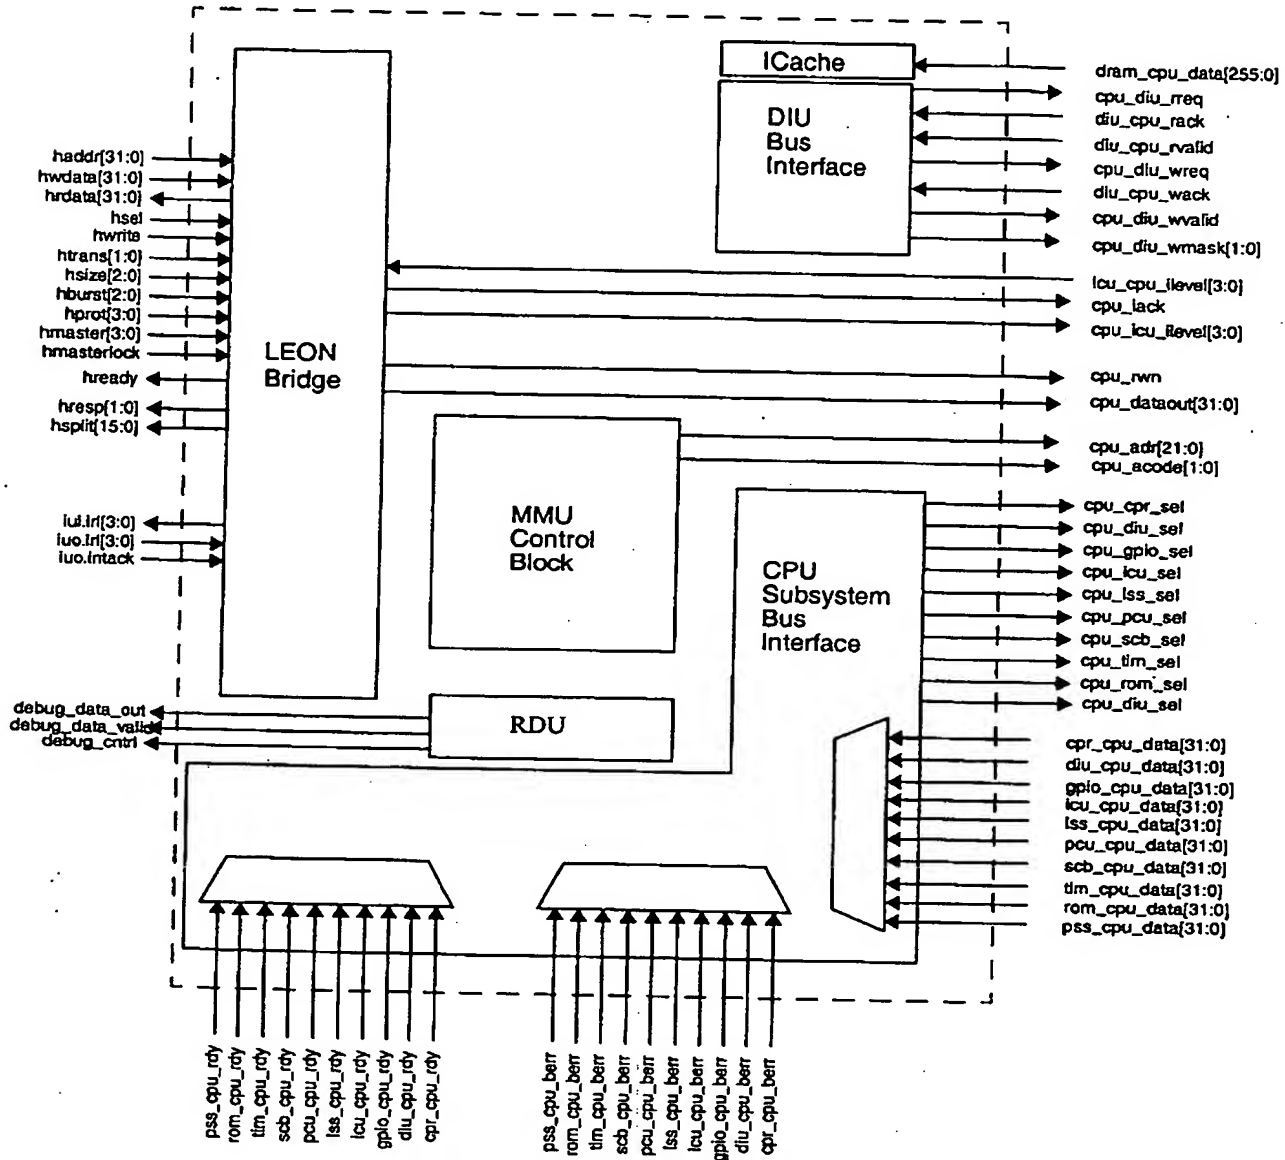 ICache
DIU
Bus
Interface
dram_cpu_data[255:0]
cpu_diu_rreq
diu_cpu_rack
diu_cpu_rvalid
cpu_diu_wreq
diu_cpu_wack
cpu_diu_wvalid
cpu_diu_wmask[1:0]
haddr[31:0]
hwdata[31:0]
hrdata[31:0]
hsel
hwrite
htrans[1:0]
hsize[2:0]
hburst[2:0]
hprot[3:0]
hmaster[3:0]
hmasterlock
hready
hresp[1:0]
hsplit[15:0]
iui.irl[3:0]
iuo.irl[3:0]
iuo.intack
LEON
Bridge
icu_cpu_ilevel[3:0]
cpu_iack
cpu_icu_ilevel[3:0]
cpu_rwn
cpu_dataout[31:0]
cpu_adr[21:0]
cpu_acode[1:0]
MMU
Control
Block
CPU
Subsystem
Bus
Interface
cpu_cpr_sel
cpu_diu_sel
cpu_gpio_sel
cpu_icu_sel
cpu_lss_sel
cpu_pcu_sel
cpu_scb_sel
cpu_tim_sel
cpu_rom_sel
cpu_diu_sel
debug_data_out
debug_data_valid
debug_cntrl
RDU
cpr_cpu_data[31:0]
diu_cpu_data[31:0]
gpio_cpu_data[31:0]
icu_cpu_data[31:0]
lss_cpu_data[31:0]
pcu_cpu_data[31:0]
scb_cpu_data[31:0]
tim_cpu_data[31:0]
rom_cpu_data[31:0]
pss_cpu_data[31:0]
pss_cpu_rdy
rom_cpu_rdy
tim_cpu_rdy
scb_cpu_rdy
pcu_cpu_rdy
lss_cpu_rdy
icu_cpu_rdy
gpio_cpu_rdy
diu_cpu_rdy
cpr_cpu_rdy
pss_cpu_berr
rom_cpu_berr
tim_cpu_berr
scb_cpu_berr
pcu_cpu_berr
lss_cpu_berr
icu_cpu_berr
gpio_cpu_berr
diu_cpu_berr
cpr_cpu_berr